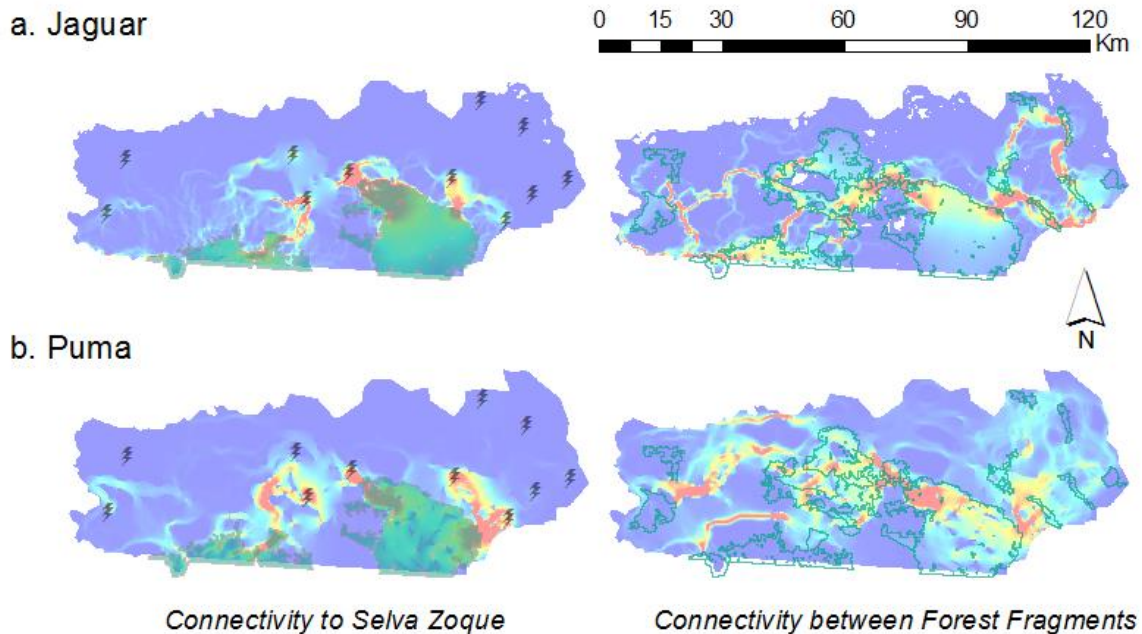 a. Jaguar
0 15 30 60 90 120
Km
N
b. Puma
Connectivity to Selva Zoque
Connectivity between Forest Fragments